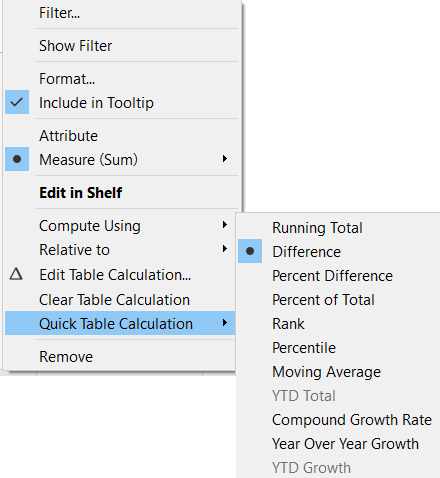 Filter...
Show Filter
Format...
Include in Tooltip
Attribute
Measure (Sum)
Edit in Shelf
Compute Using
Relative to
Edit Table Calculation...
Clear Table Calculation
Quick Table Calculation
Remove
Running Total
Difference
Percent Difference
Percent of Total
Rank
Percentile
Moving Average
YTD Total
Compound Growth Rate
Year Over Year Growth
YTD Growth